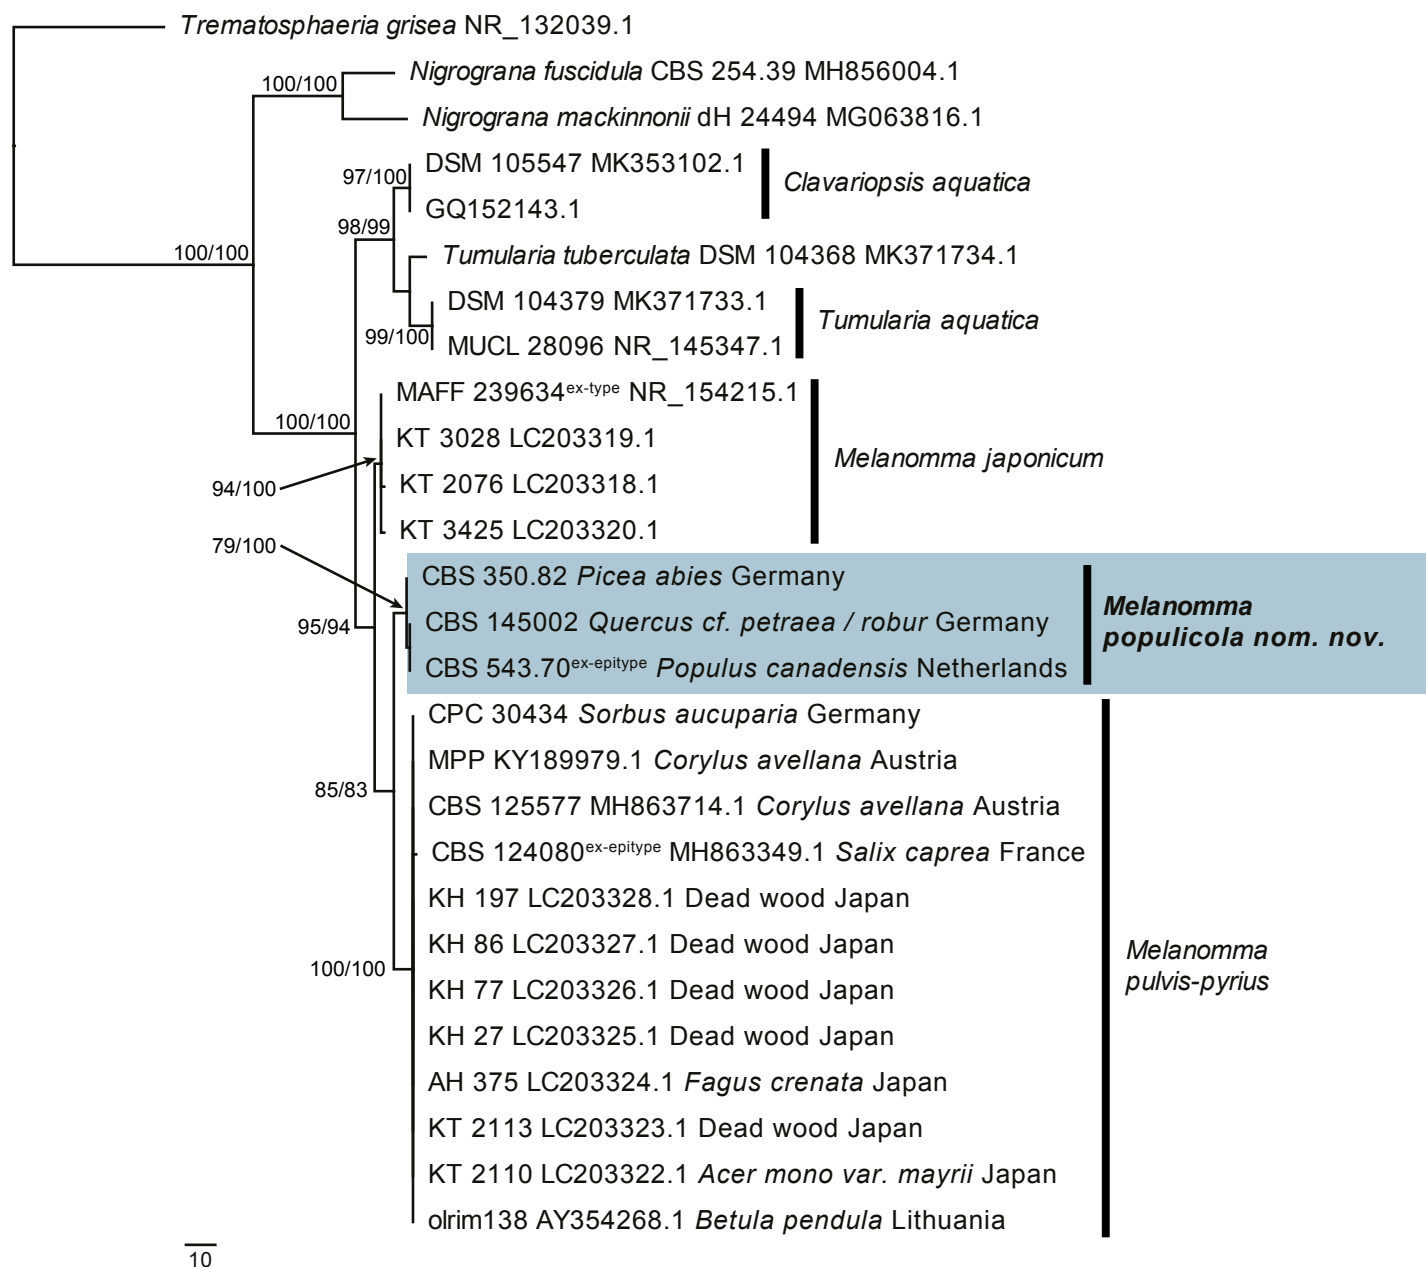 Trematosphaeria grisea NR_132039.1
100/100
Nigrograna fuscidula CBS 254.39 MH856004.1
Nigrograna mackinnonii dH 24494 MG063816.1
97/100
DSM 105547 MK353102.1
GQ152143.1
Clavariopsis aquatica
98/99
100/100
Tumularia tuberculata DSM 104368 MK371734.1
DSM 104379 MK371733.1
99/100
MUCL 28096 NR_145347.1
Tumularia aquatica
100/100
MAFF 239634ex-type NR_154215.1
KT 3028 LC203319.1
94/100
KT 2076 LC203318.1
KT 3425 LC203320.1
Melanomma japonicum
79/100
CBS 350.82 Picea abies Germany
CBS 145002 Quercus cf. petraea / robur Germany
CBS 543.70ex-epitype Populus canadensis Netherlands
Melanomma
populicola nom. nov.
95/94
CPC 30434 Sorbus aucuparia Germany
MPP KY189979.1 Corylus avellana Austria
85/83
CBS 125577 MH863714.1 Corylus avellana Austria
CBS 124080ex-epitype MH863349.1 Salix caprea France
KH 197 LC203328.1 Dead wood Japan
KH 86 LC203327.1 Dead wood Japan
100/100
KH 77 LC203326.1 Dead wood Japan
KH 27 LC203325.1 Dead wood Japan
AH 375 LC203324.1 Fagus crenata Japan
KT 2113 LC203323.1 Dead wood Japan
KT 2110 LC203322.1 Acer mono var. mayrii Japan
olrim138 AY354268.1 Betula pendula Lithuania
Melanomma
pulvis-pyrius
10